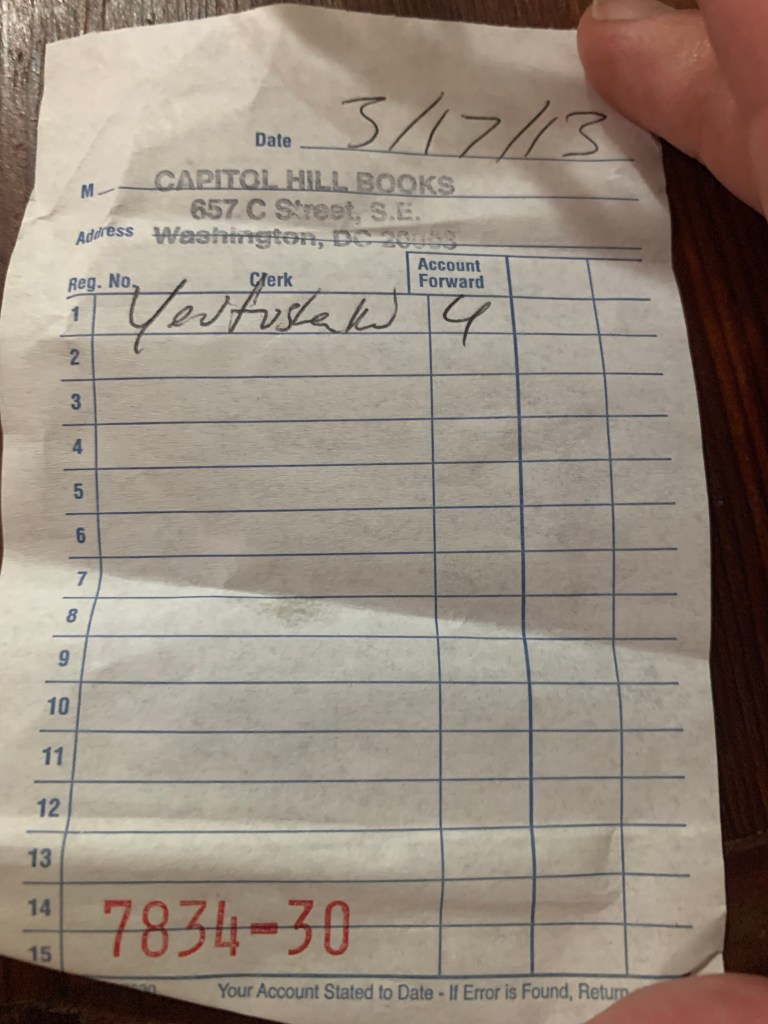 Date 3/17/13
M CAPITOL HILL BOOKS
657 C Street, S.E.
Address Washington, DC
Reg. No. Clerk Account Forward
1 4
2
3
4
5
6
7
8
9
10
11
12
13
14
15
7834-30
Your Account Stated to Date - If Error is Found, Return